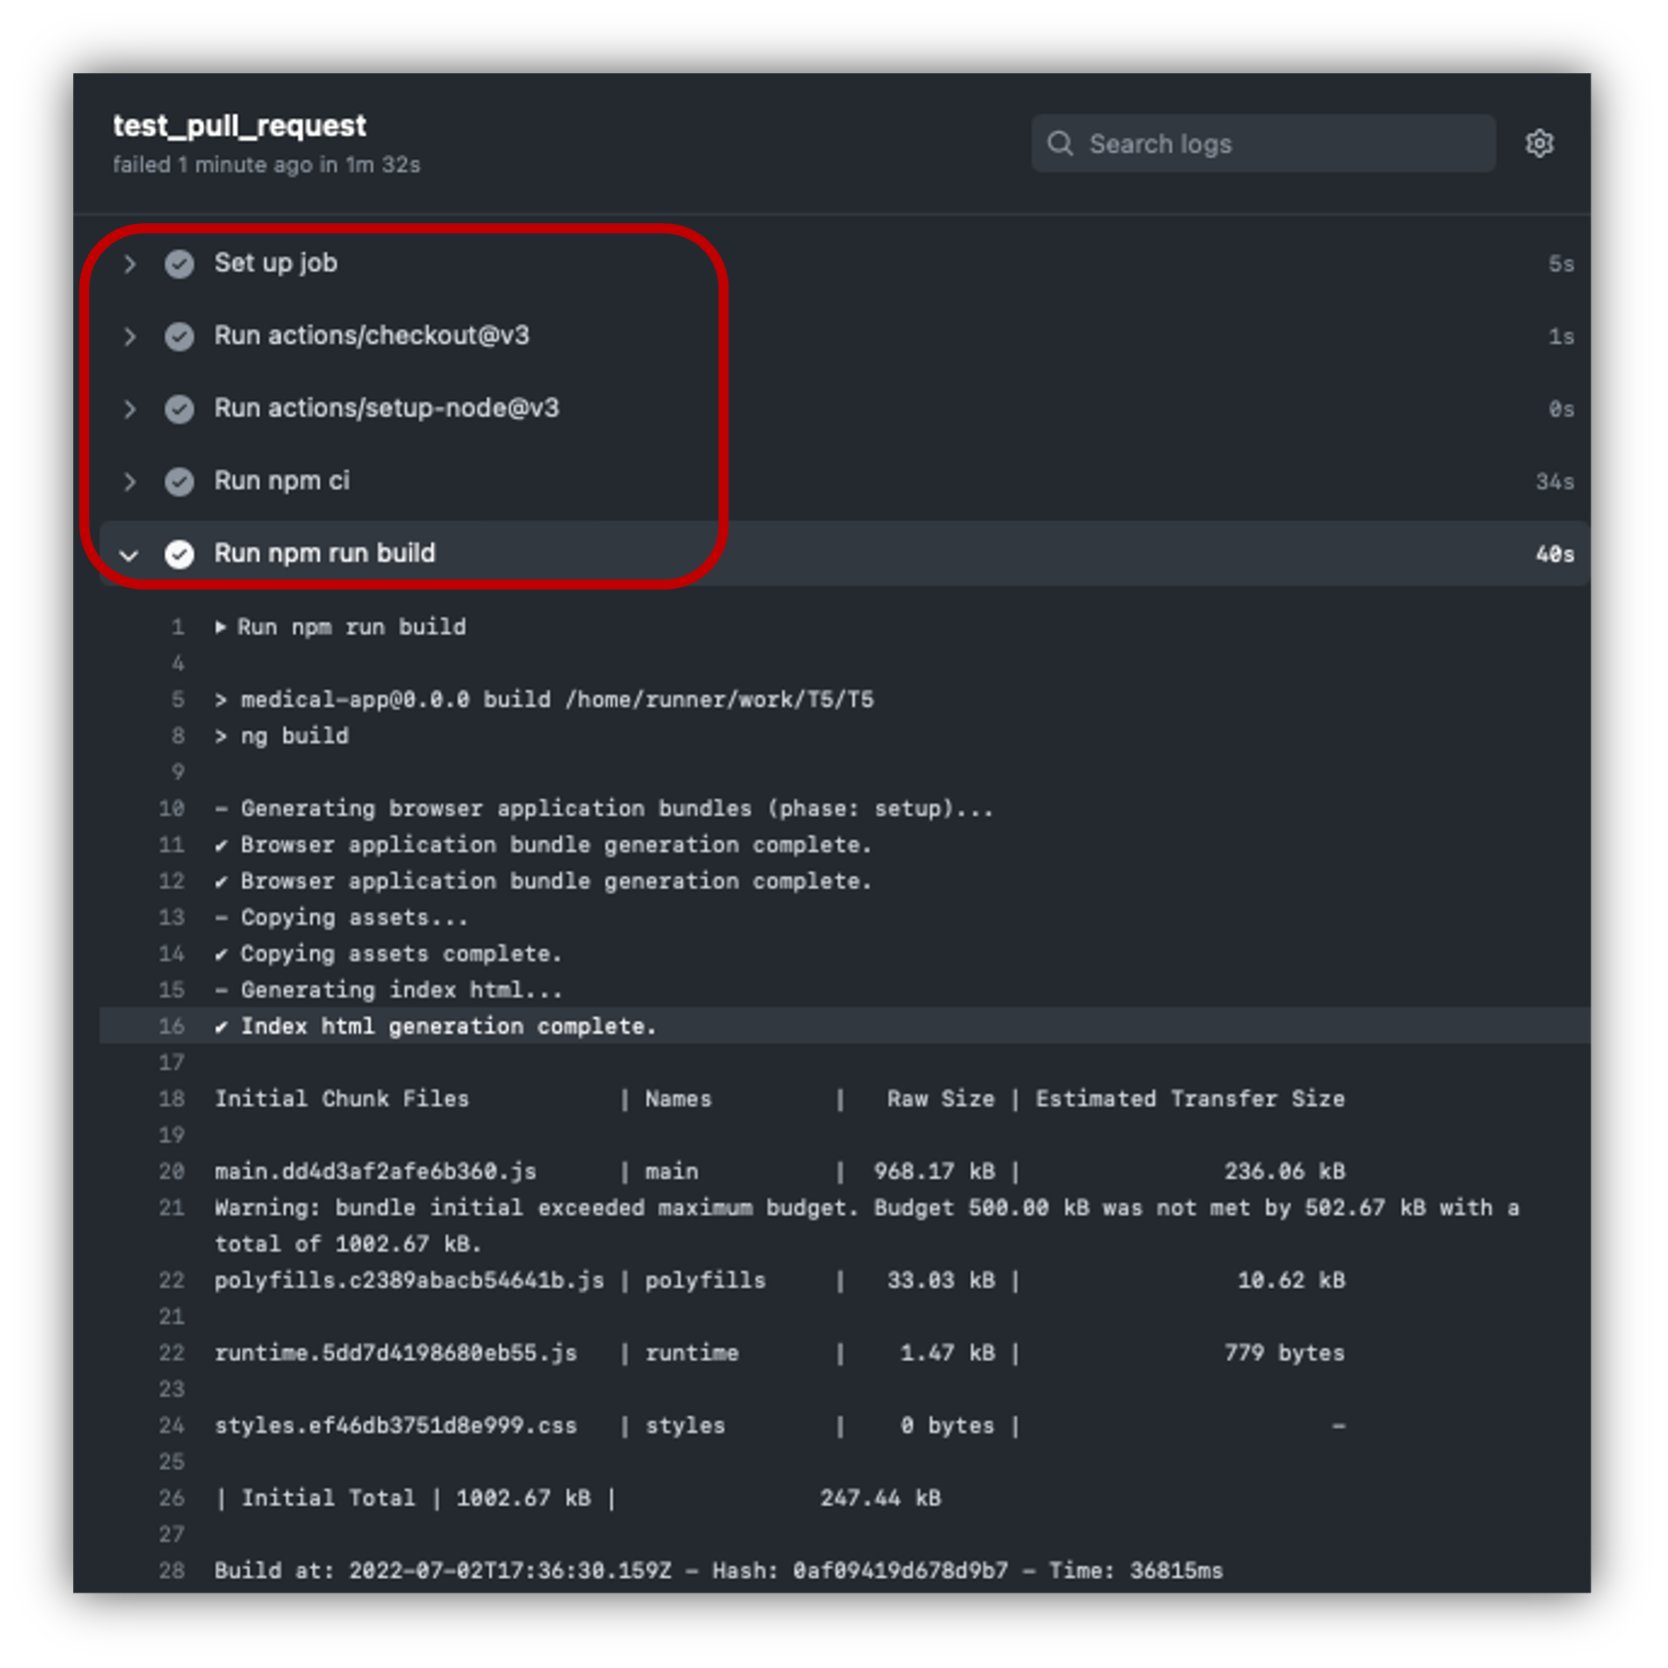 test_pull_request
failed 1 minute ago in 1m 32s
Search logs
Set up job 5s
Run actions/checkout@v3 1s
Run actions/setup-node@v3 0s
Run npm ci 34s
Run npm run build 40s
1 ▸ Run npm run build
4
5 > medical-app@0.0.0 build /home/runner/work/T5/T5
8 > ng build
9
10 - Generating browser application bundles (phase: setup)...
11 ✔ Browser application bundle generation complete.
12 ✔ Browser application bundle generation complete.
13 - Copying assets...
14 ✔ Copying assets complete.
15 - Generating index html...
16 ✔ Index html generation complete.
17
18 Initial Chunk Files | Names | Raw Size | Estimated Transfer Size
19
20 main.dd4d3af2afe6b360.js | main | 968.17 kB | 236.06 kB
21 Warning: bundle initial exceeded maximum budget. Budget 500.00 kB was not met by 502.67 kB with a
total of 1002.67 kB.
22 polyfills.c2389abacb54641b.js | polyfills | 33.03 kB | 10.62 kB
21
22 runtime.5dd7d4198680eb55.js | runtime | 1.47 kB | 779 bytes
23
24 styles.ef46db3751d8e999.css | styles | 0 bytes | -
25
26 | Initial Total | 1002.67 kB | 247.44 kB
27
28 Build at: 2022-07-02T17:36:30.159Z - Hash: 0af09419d678d9b7 - Time: 36815ms